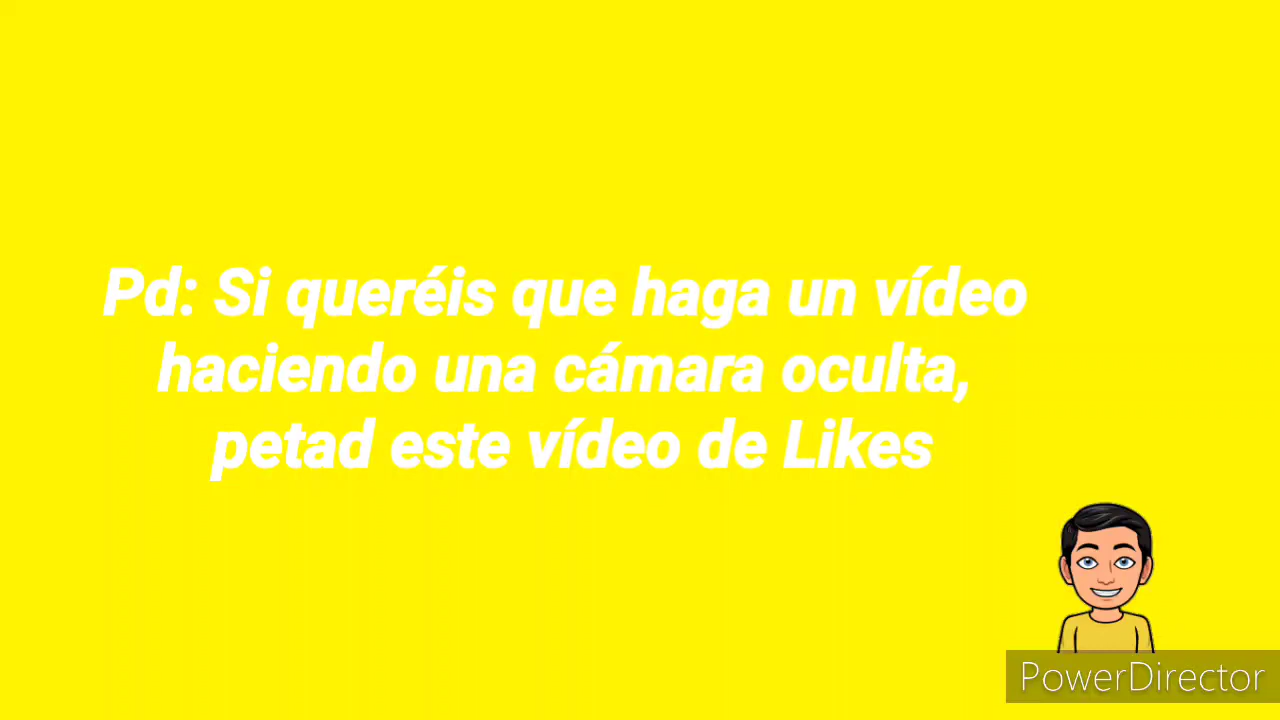 Pd: Si queréis que haga un vídeo
haciendo una cámara oculta,
petad este vídeo de Likes
PowerDirector